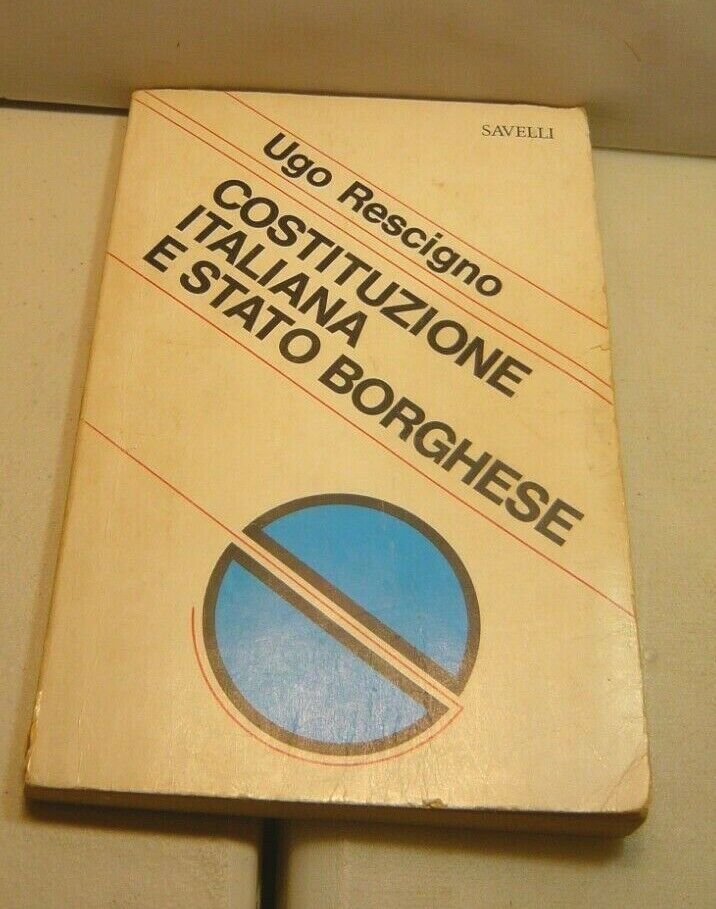 SAVELLI
Ugo Rescigno
COSTITUZIONE
ITALIANA
E STATO BORGHESE